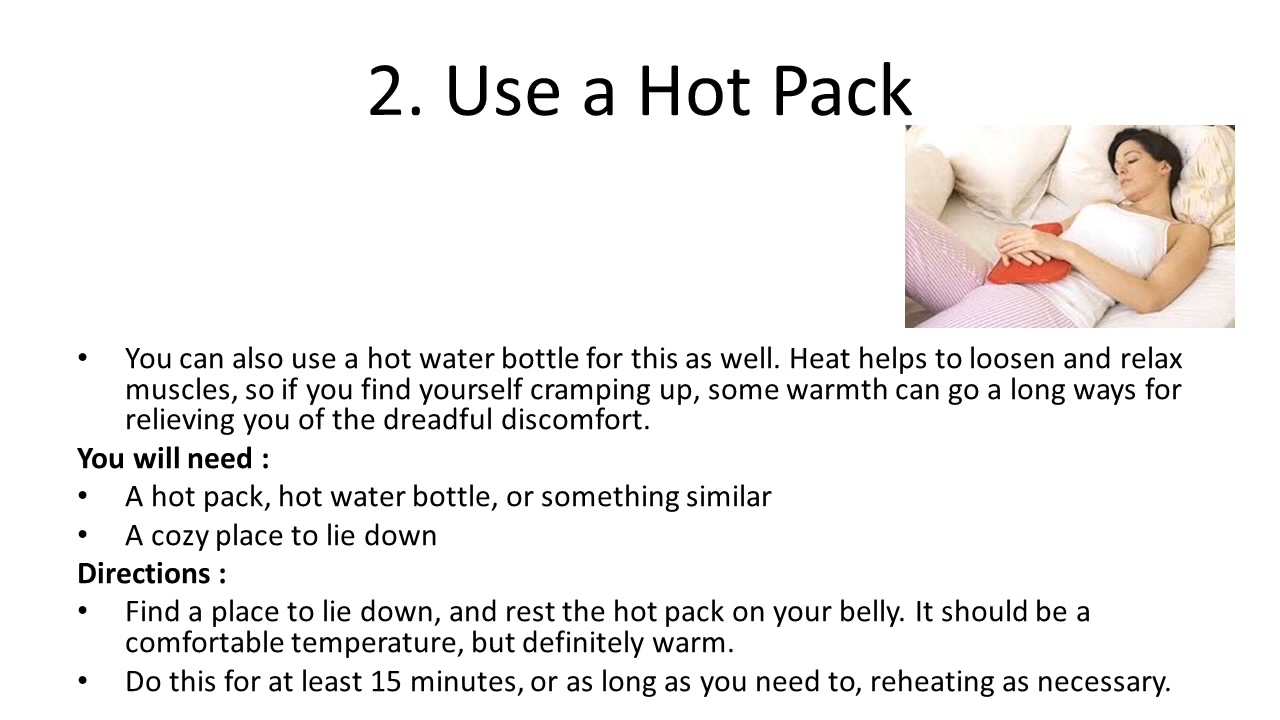 2. Use a Hot Pack
• You can also use a hot water bottle for this as well. Heat helps to loosen and relax
muscles, so if you find yourself cramping up, some warmth can go a long ways for
relieving you of the dreadful discomfort.
You will need :
• A hot pack, hot water bottle, or something similar
• A cozy place to lie down
Directions :
• Find a place to lie down, and rest the hot pack on your belly. It should be a
comfortable temperature, but definitely warm.
• Do this for at least 15 minutes, or as long as you need to, reheating as necessary.